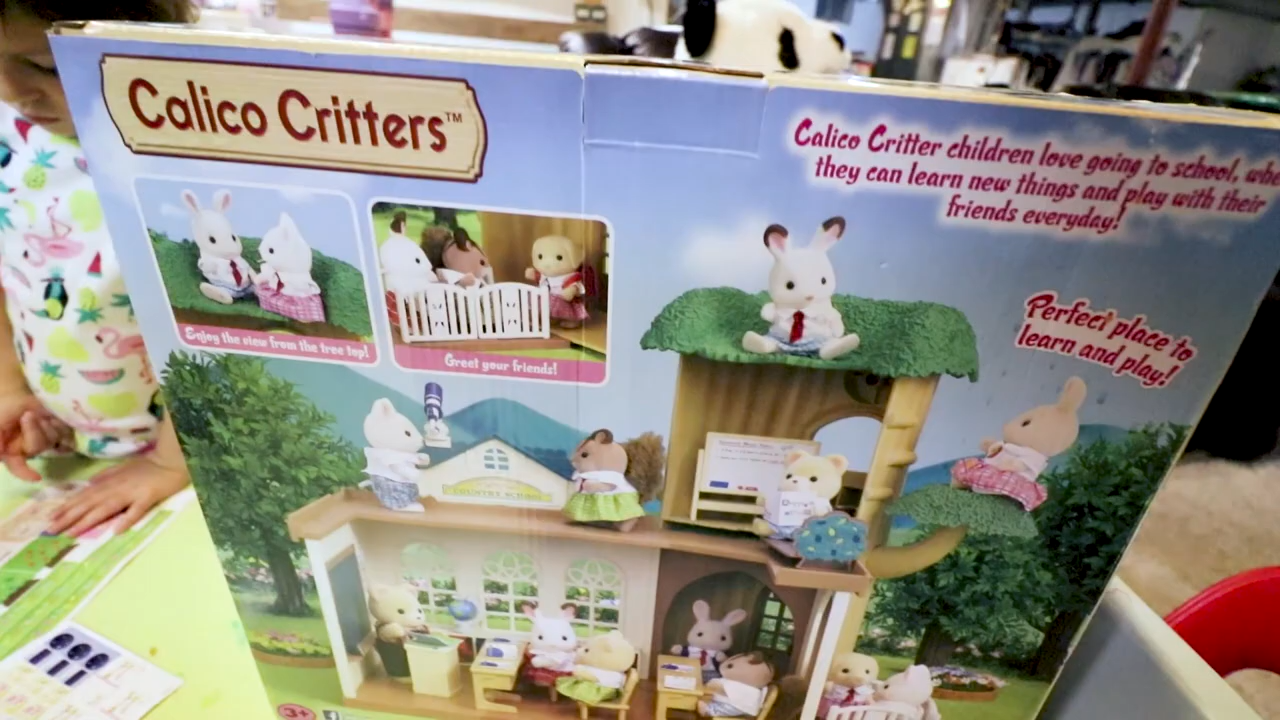 Calico Critters™
Calico Critter children love going to school, whe
they can learn new things and play with their
friends everyday!
Enjoy the view from the tree top!
Greet your friends!
Perfect place to
learn and play!
COUNTRY SCHOOL
3+